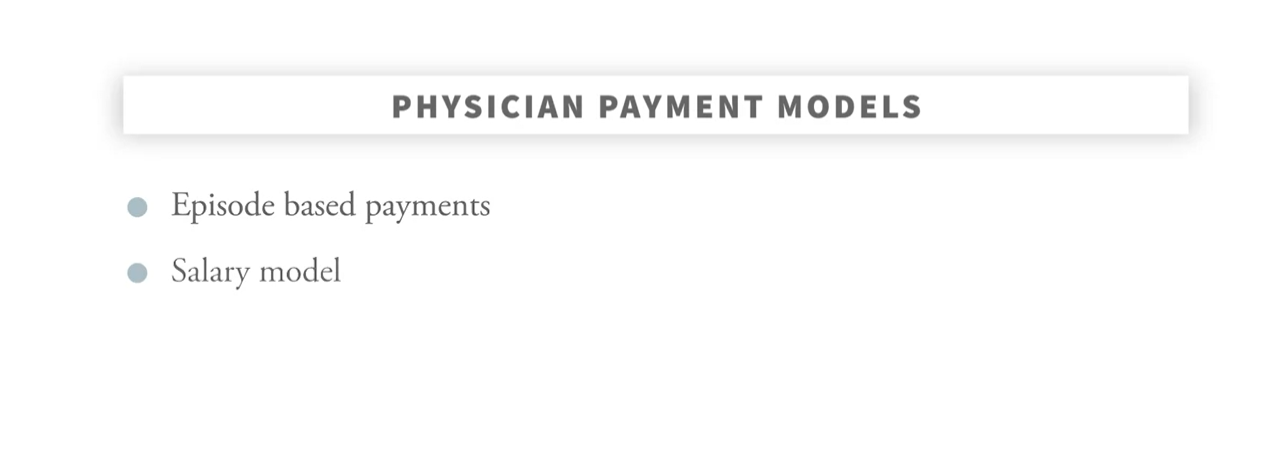 PHYSICIAN PAYMENT MODELS
Episode based payments
Salary model